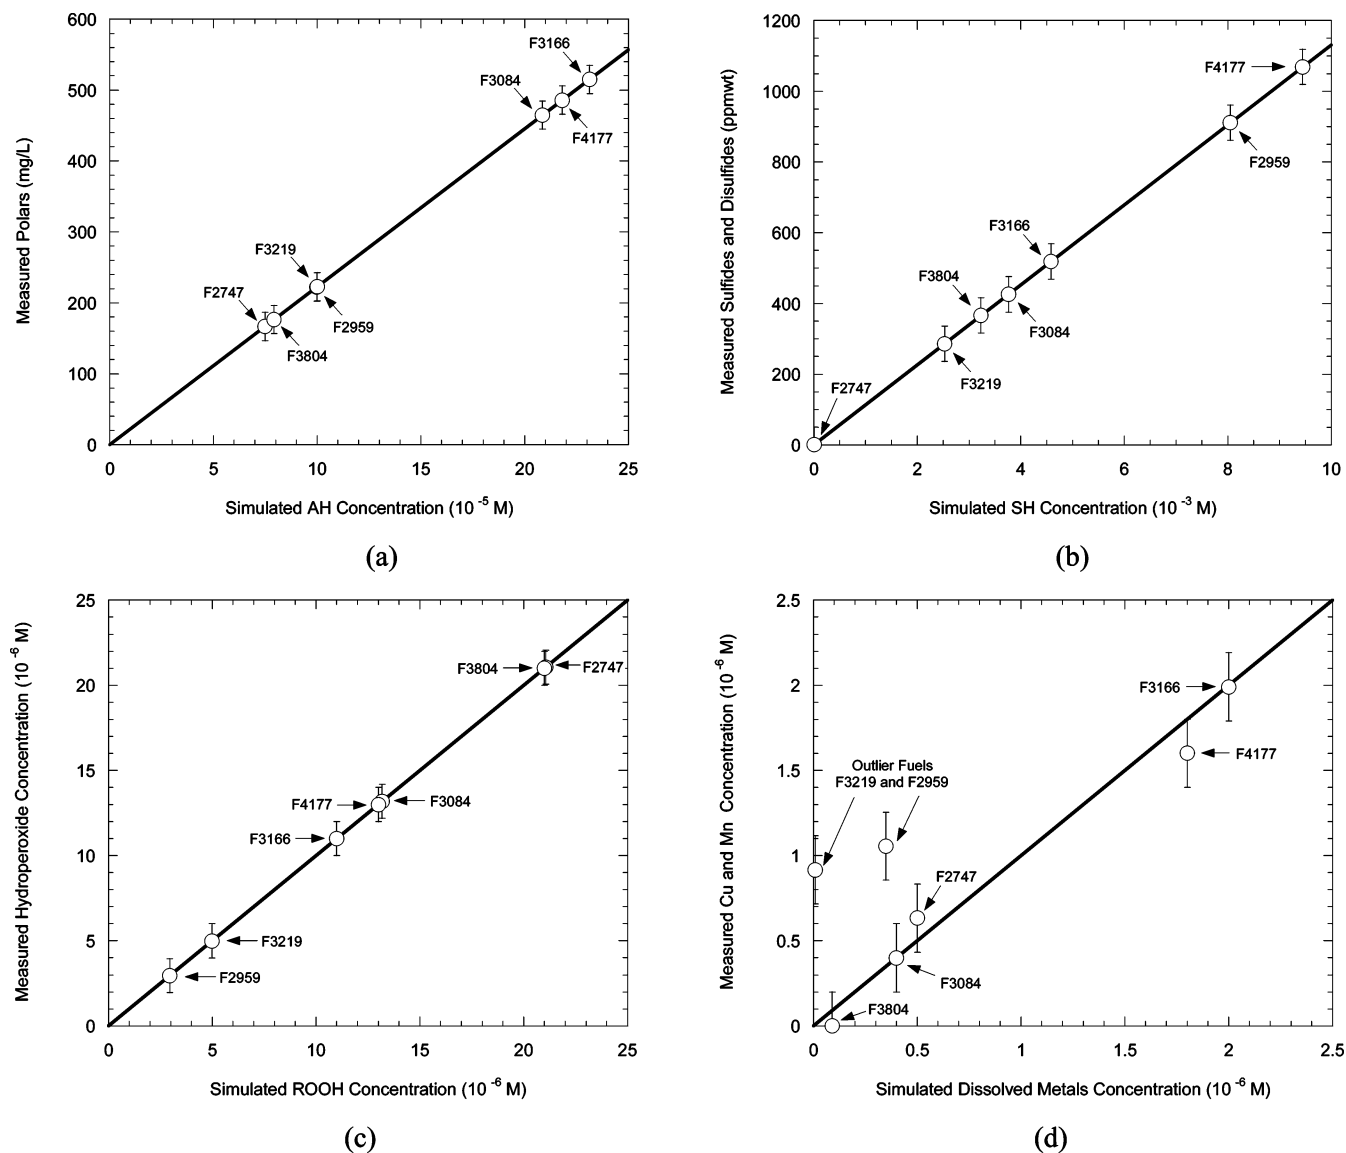 600
500
400
300
200
100
0
Measured Polars (mg/L)
F3166
F3084
F4177
F3219
F2747
F2959
F3804
0 5 10 15 20 25
Simulated AH Concentration (10 -5 M)
(a)
1200
1000
800
600
400
200
0
Measured Sulfides and Disulfides (ppmwt)
F4177
F2959
F3166
F3804
F3084
F3219
F2747
0 2 4 6 8 10
Simulated SH Concentration (10 -3 M)
(b)
25
20
15
10
5
0
Measured Hydroperoxide Concentration (10 -6 M)
F3804
F2747
F4177
F3084
F3166
F3219
F2959
0 5 10 15 20 25
Simulated ROOH Concentration (10 -6 M)
(c)
2.5
2
1.5
1
0.5
0
Measured Cu and Mn Concentration (10 -6 M)
F3166
F4177
Outlier Fuels
F3219 and F2959
F2747
F3084
F3804
0 0.5 1 1.5 2 2.5
Simulated Dissolved Metals Concentration (10 -6 M)
(d)